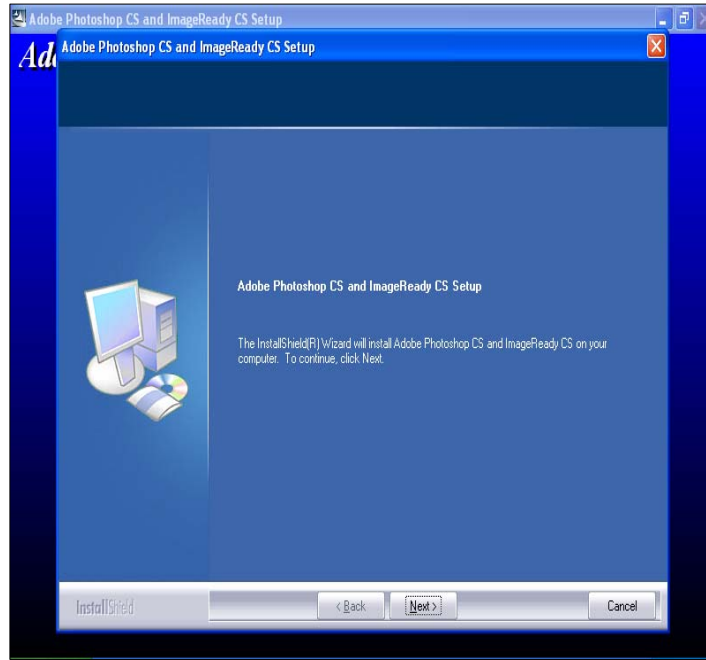 Adobe Photoshop CS and ImageReady CS Setup
Adobe Photoshop CS and ImageReady CS Setup
Adobe Photoshop CS and ImageReady CS Setup
The InstallShield(R) Wizard will install Adobe Photoshop CS and ImageReady CS on your
computer. To continue, click Next.
InstallShield
< Back
Next >
Cancel